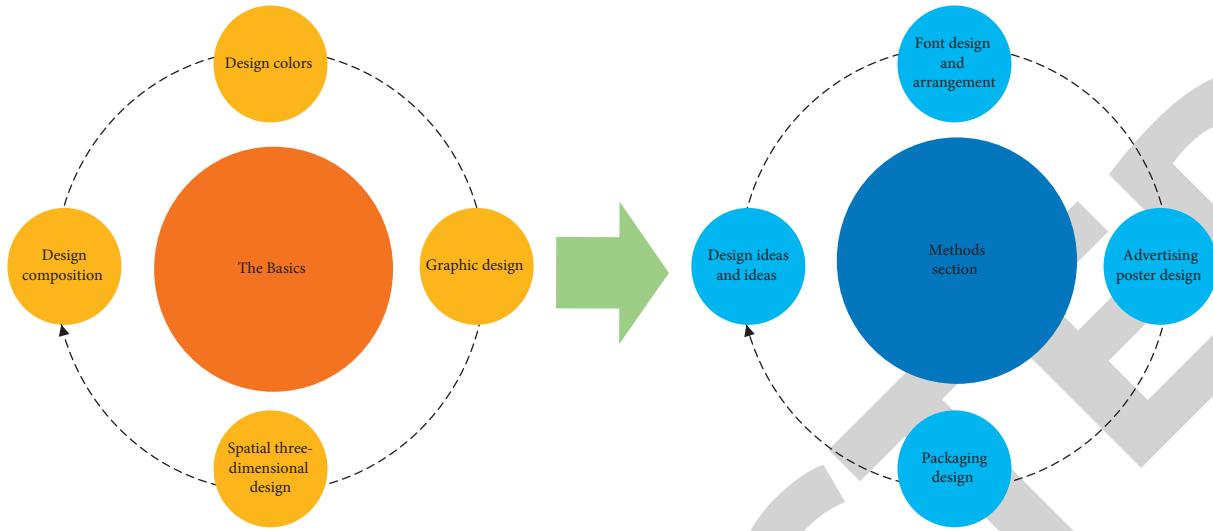 Design colors
Design
composition
The Basics
Graphic design
Spatial three-
dimensional
design
Font design
and
arrangement
Design ideas
and ideas
Methods
section
Advertising
poster design
Packaging
design